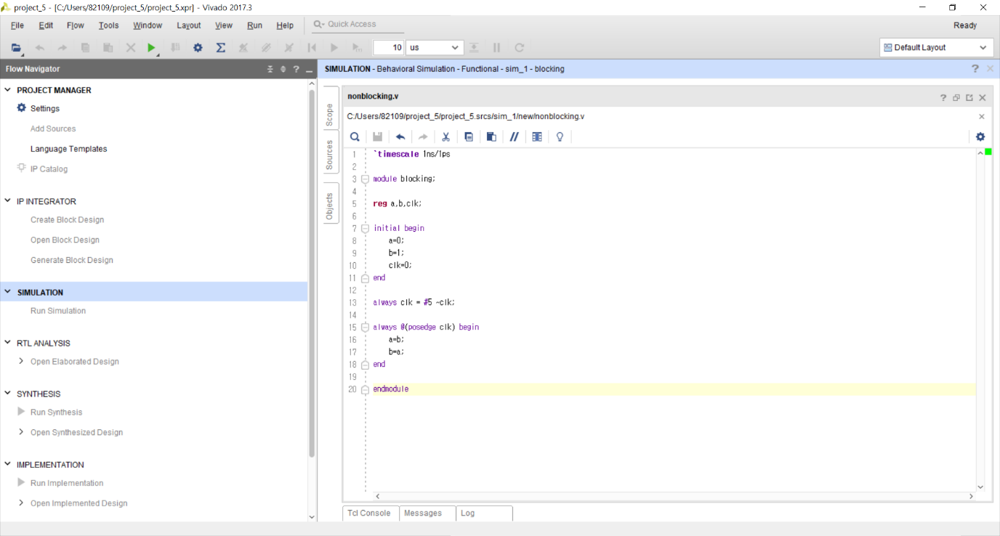 project_5 - [C:/Users/82109/project_5/project_5.xpr] - Vivado 2017.3
File Edit Flow Tools Window Layout View Run Help Quick Access Ready
10 us Default Layout
Flow Navigator
PROJECT MANAGER
Settings
Add Sources
Language Templates
IP Catalog
IP INTEGRATOR
Create Block Design
Open Block Design
Generate Block Design
SIMULATION
Run Simulation
RTL ANALYSIS
Open Elaborated Design
SYNTHESIS
Run Synthesis
Open Synthesized Design
IMPLEMENTATION
Run Implementation
Open Implemented Design
SIMULATION - Behavioral Simulation - Functional - sim_1 - blocking
Scope
Sources
Objects
nonblocking.v
C:/Users/82109/project_5/project_5.srcs/sim_1/new/nonblocking.v
1 `timescale 1ns/1ps
2
3 module blocking;
4
5 reg a,b,clk;
6
7 initial begin
8 a=0;
9 b=1;
10 clk=0;
11 end
12
13 always clk = #5 ~clk;
14
15 always @(posedge clk) begin
16 a=b;
17 b=a;
18 end
19
20 endmodule
Tcl Console Messages Log